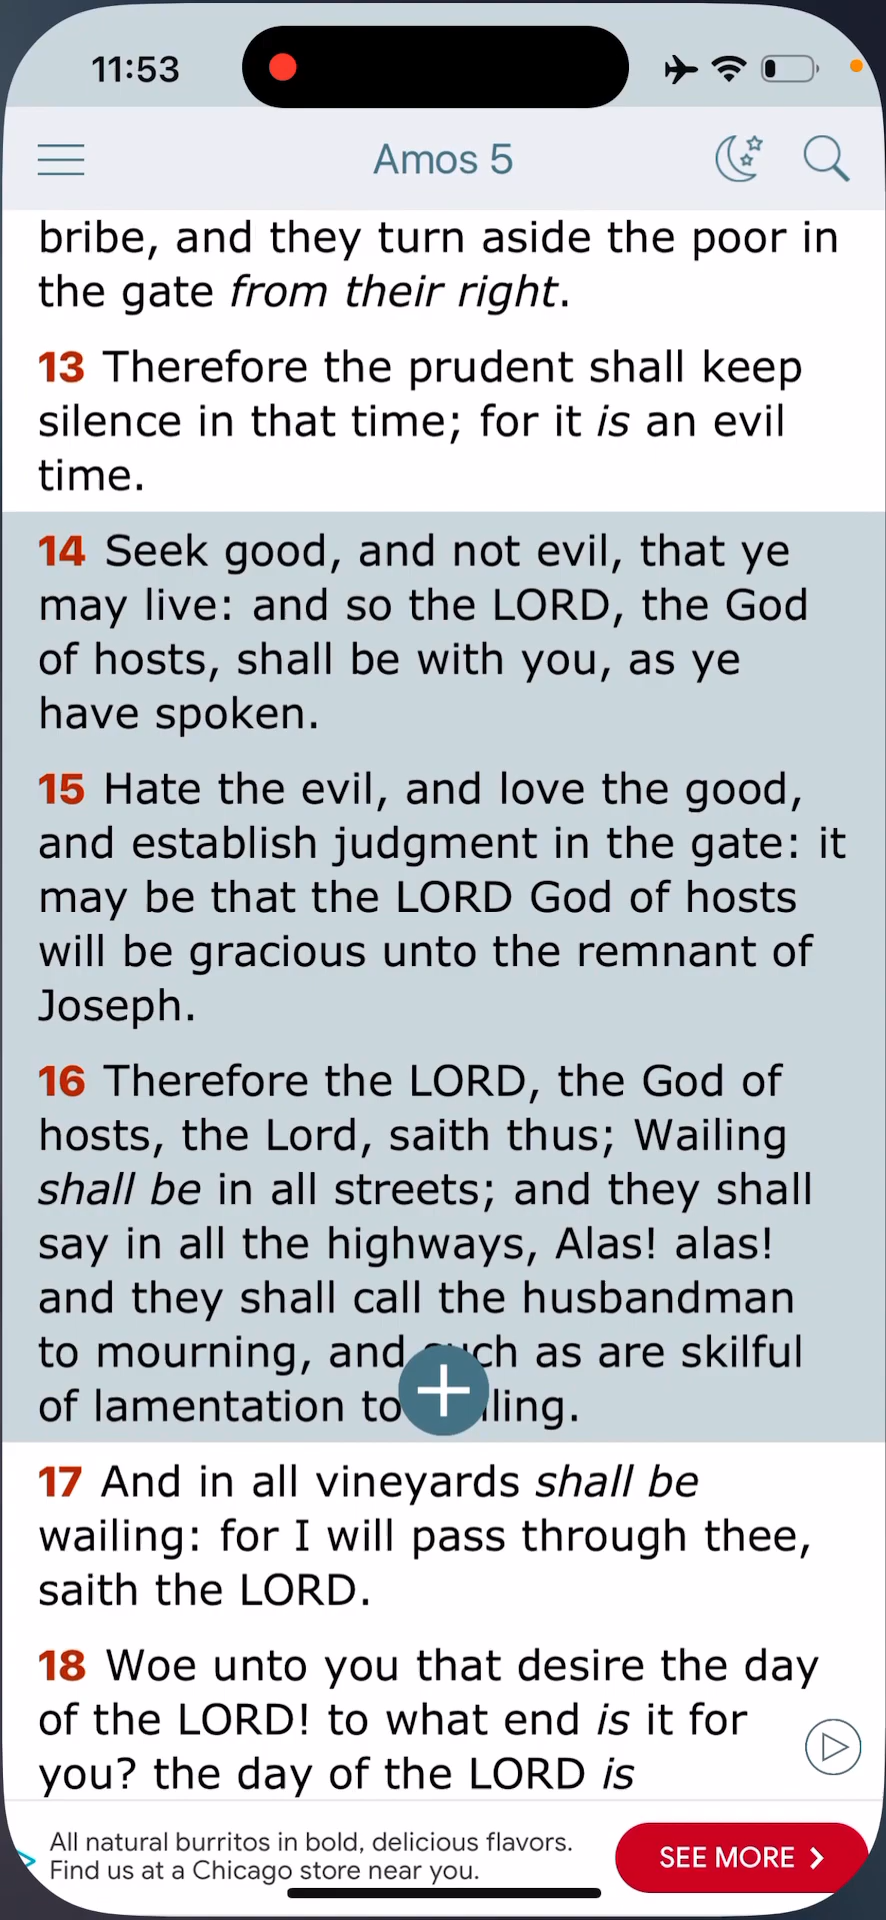 11:53
Amos 5
bribe, and they turn aside the poor in
the gate from their right.
13 Therefore the prudent shall keep
silence in that time; for it is an evil
time.
14 Seek good, and not evil, that ye
may live: and so the LORD, the God
of hosts, shall be with you, as ye
have spoken.
15 Hate the evil, and love the good,
and establish judgment in the gate: it
may be that the LORD God of hosts
will be gracious unto the remnant of
Joseph.
16 Therefore the LORD, the God of
hosts, the Lord, saith thus; Wailing
shall be in all streets; and they shall
say in all the highways, Alas! alas!
and they shall call the husbandman
to mourning, and such as are skilful
of lamentation to
17 And in all vineyards shall be
wailing: for I will pass through thee,
saith the LORD.
18 Woe unto you that desire the day
of the LORD! to what end is it for
you? the day of the LORD is
All natural burritos in bold, delicious flavors.
Find us at a Chicago store near you.
SEE MORE